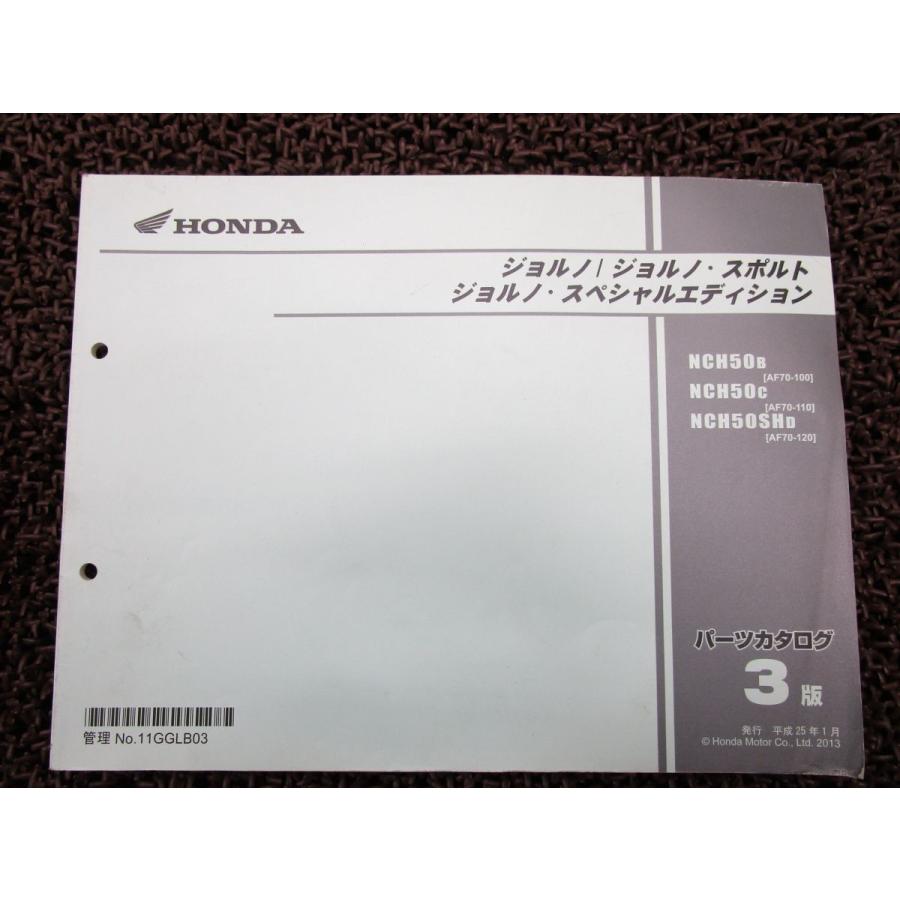 HONDA
ジョルノ/ジョルノ・スポルト
ジョルノ・スペシャルエディション
NCH50B
[AF70-100]
NCH50C
[AF70-110]
NCH50SHD
[AF70-120]
パーツカタログ
3版
発行 平成25年1月
© Honda Motor Co., Ltd. 2013
管理 No.11GGLB03